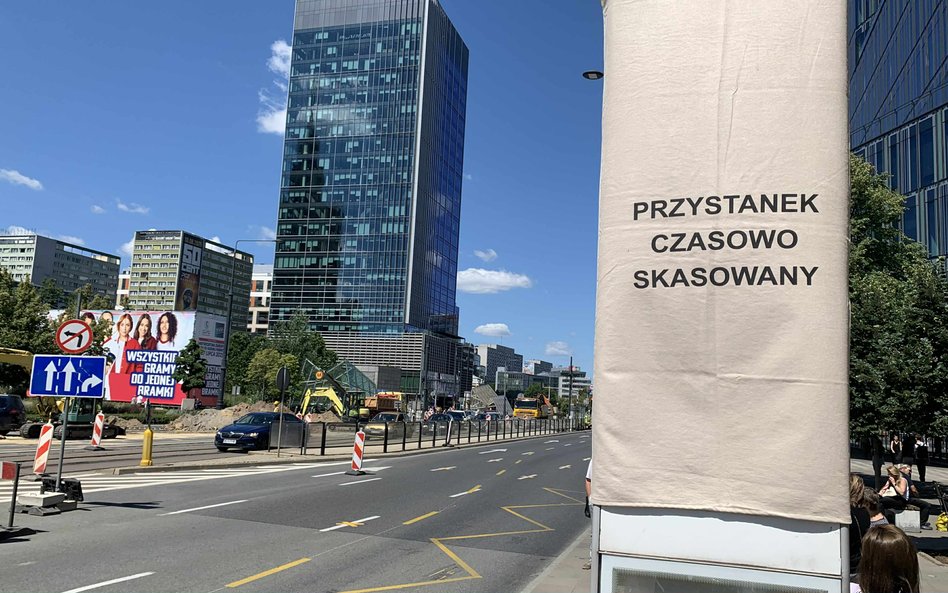 PRZYSTANEK
CZASOWO
SKASOWANY
WSZYSTKIE
GRAMY
DO JEDNEJ
BRAMKI